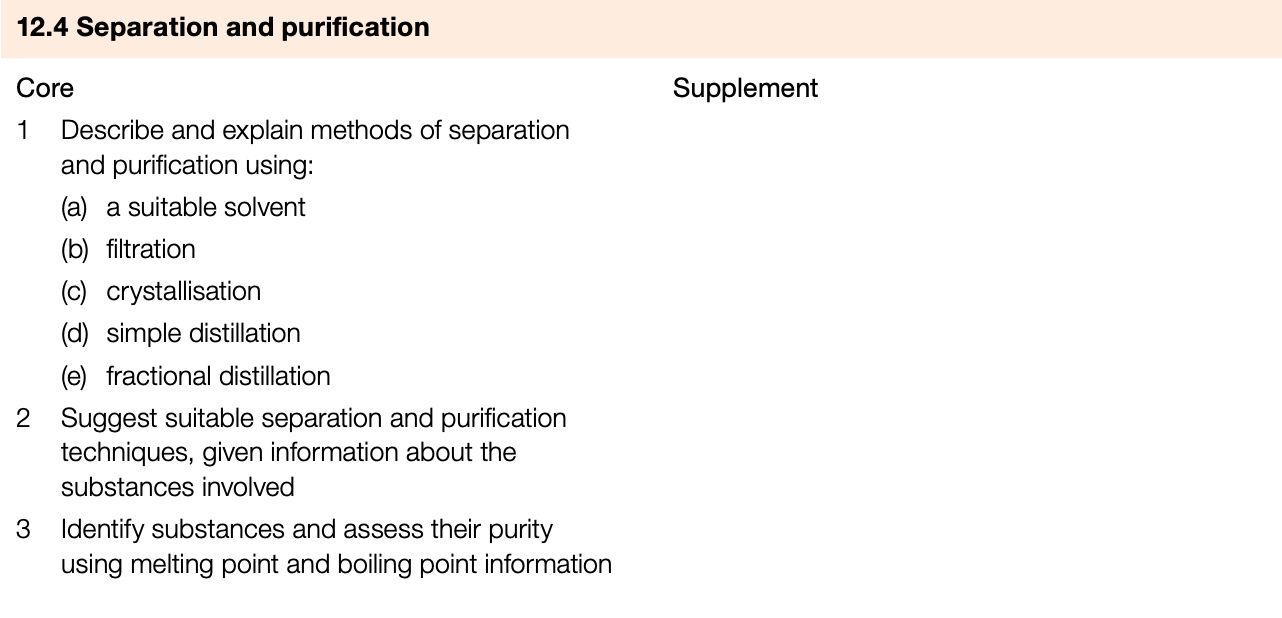 12.4 Separation and purification
Core
Supplement
1 Describe and explain methods of separation
and purification using:
(a) a suitable solvent
(b) filtration
(c) crystallisation
(d) simple distillation
(e) fractional distillation
2 Suggest suitable separation and purification
techniques, given information about the
substances involved
3 Identify substances and assess their purity
using melting point and boiling point information